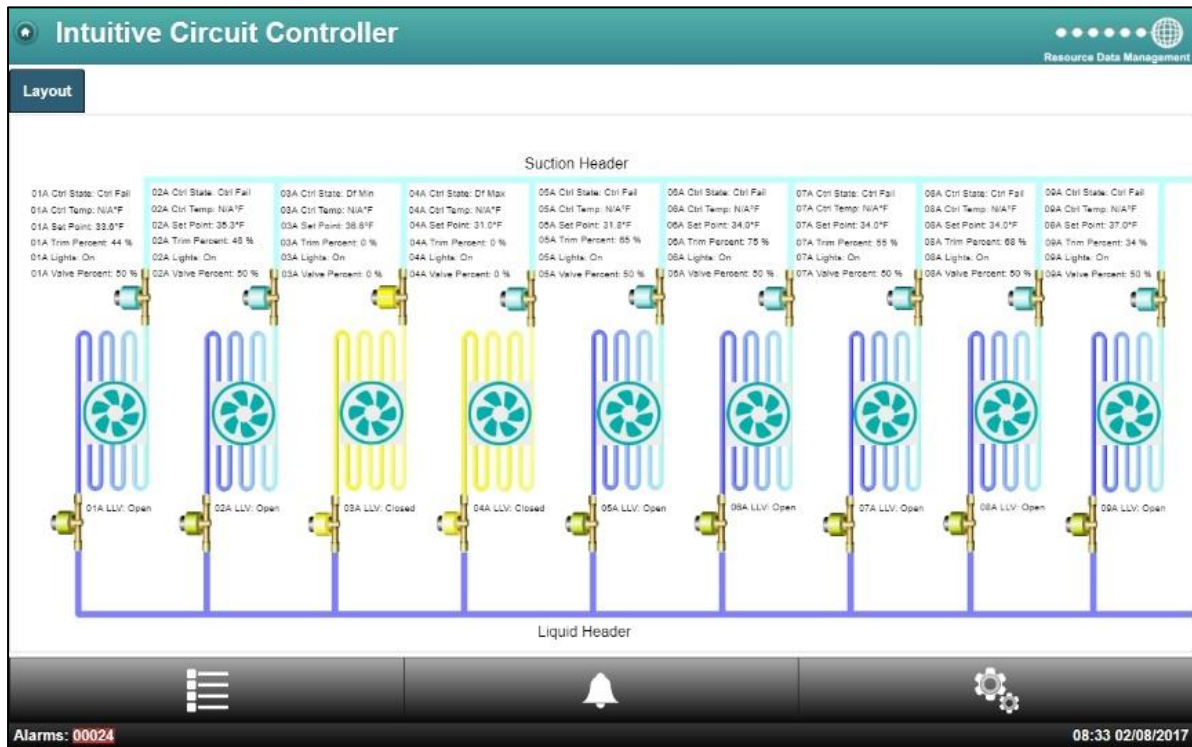 Intuitive Circuit Controller
Resource Data Management
Layout
Suction Header
01A Ctrl State: Ctrl Fail
01A Ctrl Temp: N/A°F
01A Set Point: 33.6°F
01A Trim Percent: 44 %
01A Lights: On
01A Valve Percent: 50 %
02A Ctrl State: Ctrl Fail
02A Ctrl Temp: N/A°F
02A Set Point: 35.3°F
02A Trim Percent: 46 %
02A Lights: On
02A Valve Percent: 50 %
03A Ctrl State: Df Min
03A Ctrl Temp: N/A°F
03A Set Point: 36.6°F
03A Trim Percent: 0 %
03A Lights: On
03A Valve Percent: 0 %
04A Ctrl State: Df Max
04A Ctrl Temp: N/A°F
04A Set Point: 31.0°F
04A Trim Percent: 0 %
04A Lights: On
04A Valve Percent: 0 %
05A Ctrl State: Ctrl Fail
05A Ctrl Temp: N/A°F
05A Set Point: 31.8°F
05A Trim Percent: 65 %
05A Lights: On
05A Valve Percent: 50 %
06A Ctrl State: Ctrl Fail
06A Ctrl Temp: N/A°F
06A Set Point: 34.0°F
06A Trim Percent: 75 %
06A Lights: On
06A Valve Percent: 50 %
07A Ctrl State: Ctrl Fail
07A Ctrl Temp: N/A°F
07A Set Point: 34.0°F
07A Trim Percent: 55 %
07A Lights: On
07A Valve Percent: 50 %
08A Ctrl State: Ctrl Fail
08A Ctrl Temp: N/A°F
08A Set Point: 34.0°F
08A Trim Percent: 68 %
08A Lights: On
08A Valve Percent: 50 %
09A Ctrl State: Ctrl Fail
09A Ctrl Temp: N/A°F
09A Set Point: 37.0°F
09A Trim Percent: 34 %
09A Lights: On
09A Valve Percent: 50 %
01A LLV: Open
02A LLV: Open
03A LLV: Closed
04A LLV: Closed
05A LLV: Open
06A LLV: Open
07A LLV: Open
08A LLV: Open
09A LLV: Open
Liquid Header
Alarms: 00024
08:33 02/08/2017